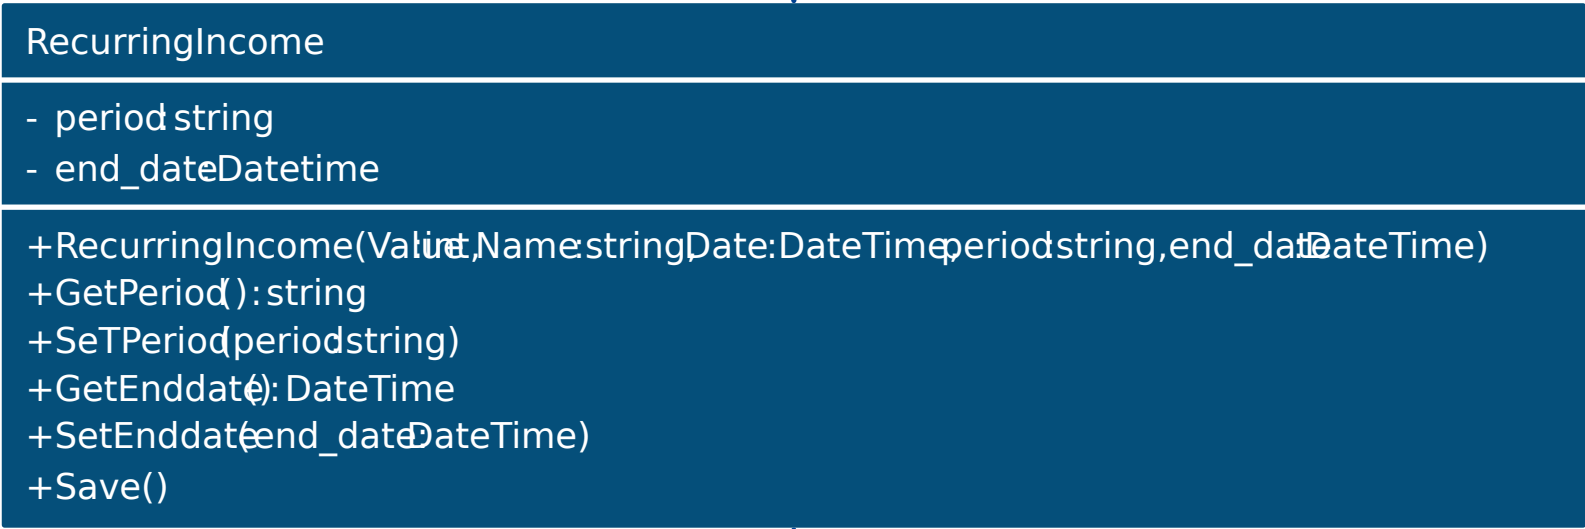 RecurringIncome
- period: string
- end_date: Datetime
+RecurringIncome(Value:int, Name:string, Date:DateTime, period:string,end_date:DateTime)
+GetPeriod():string
+SeTPeriod(period:string)
+GetEnddate():DateTime
+SetEnddate(end_date:DateTime)
+Save()